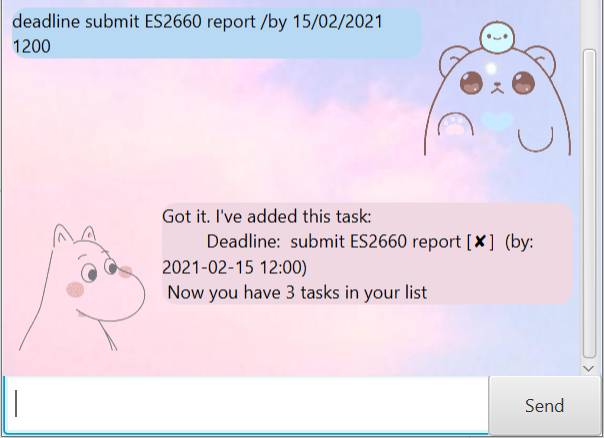 deadline submit ES2660 report /by 15/02/2021
1200
Got it. I've added this task:
Deadline:  submit ES2660 report [✘]  (by:
2021-02-15 12:00)
Now you have 3 tasks in your list
Send